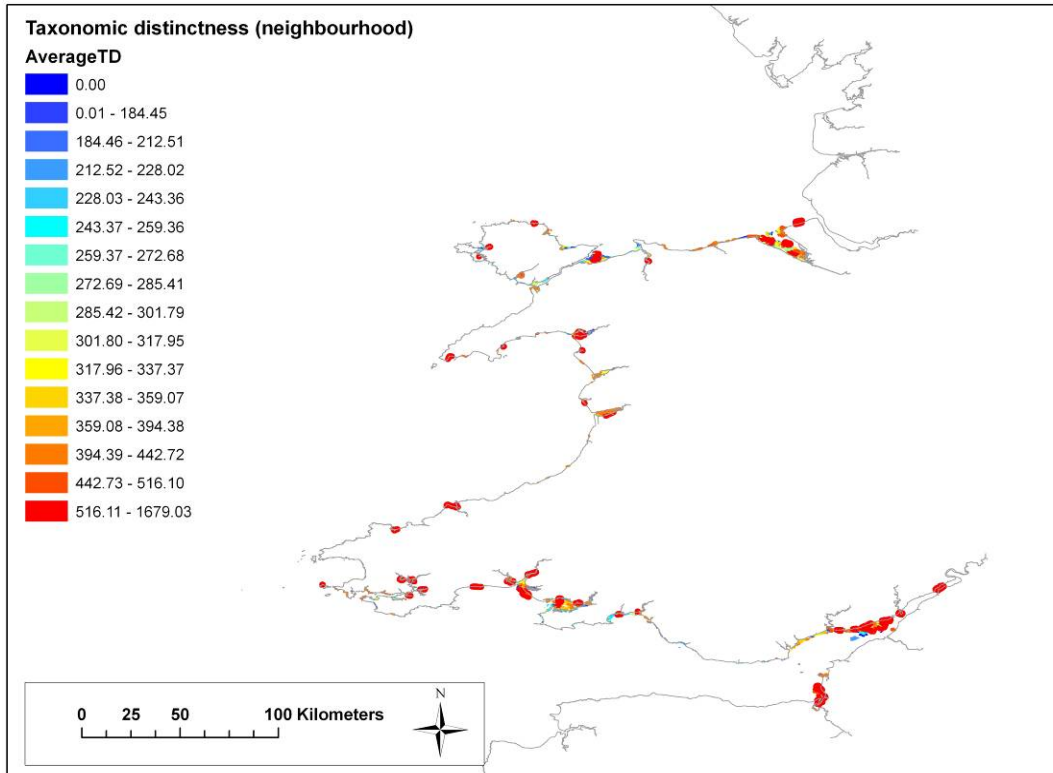 Taxonomic distinctness (neighbourhood)
AverageTD
0.00
0.01 - 184.45
184.46 - 212.51
212.52 - 228.02
228.03 - 243.36
243.37 - 259.36
259.37 - 272.68
272.69 - 285.41
285.42 - 301.79
301.80 - 317.95
317.96 - 337.37
337.38 - 359.07
359.08 - 394.38
394.39 - 442.72
442.73 - 516.10
516.11 - 1679.03
N
0 25 50 100 Kilometers